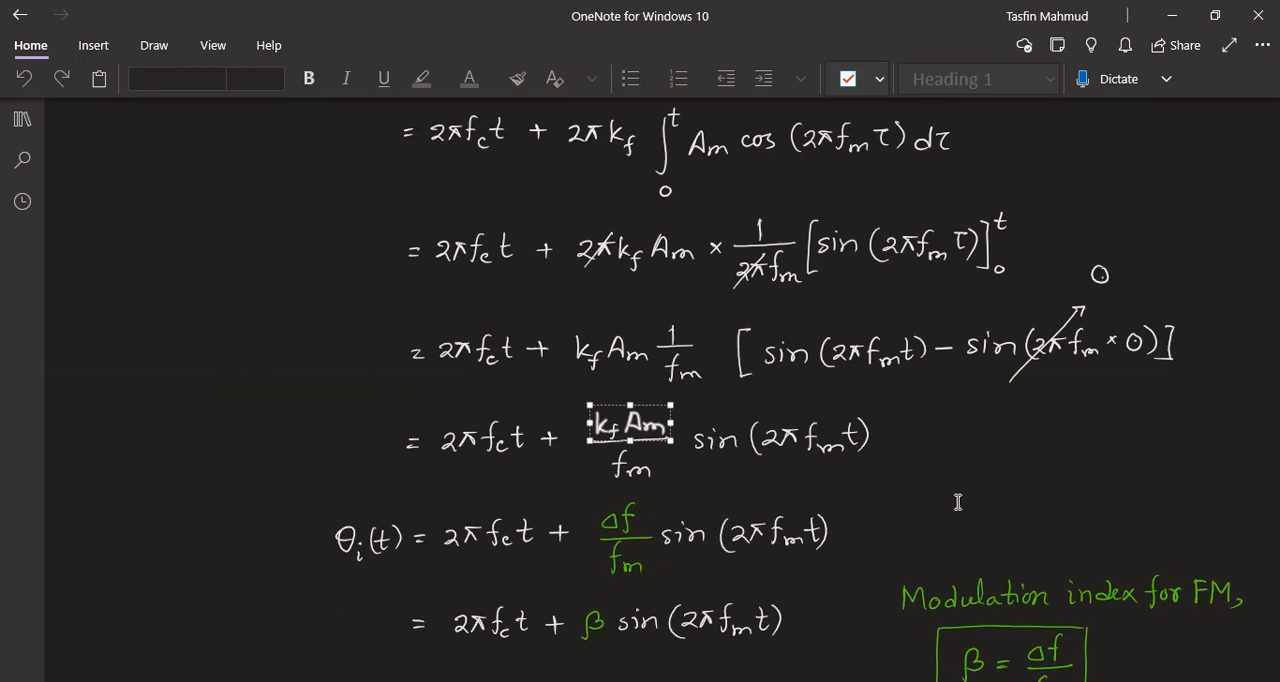 OneNote for Windows 10
Tasfin Mahmud
Home Insert Draw View Help
Share
B I U A
Heading 1
Dictate
= 2πf_c t + 2πk_f ∫_0^t A_m cos (2πf_m τ) dτ
= 2πf_c t + 2πk_f A_m × 1/(2πf_m) [sin (2πf_m τ)]_0^t
0
= 2πf_c t + k_f A_m 1/f_m [sin (2πf_m t) − sin (2πf_m × 0)]
= 2πf_c t + k_f A_m/f_m sin (2πf_m t)
θ_i(t) = 2πf_c t + Δf/f_m sin (2πf_m t)
Modulation index for FM,
= 2πf_c t + β sin (2πf_m t)
β = Δf